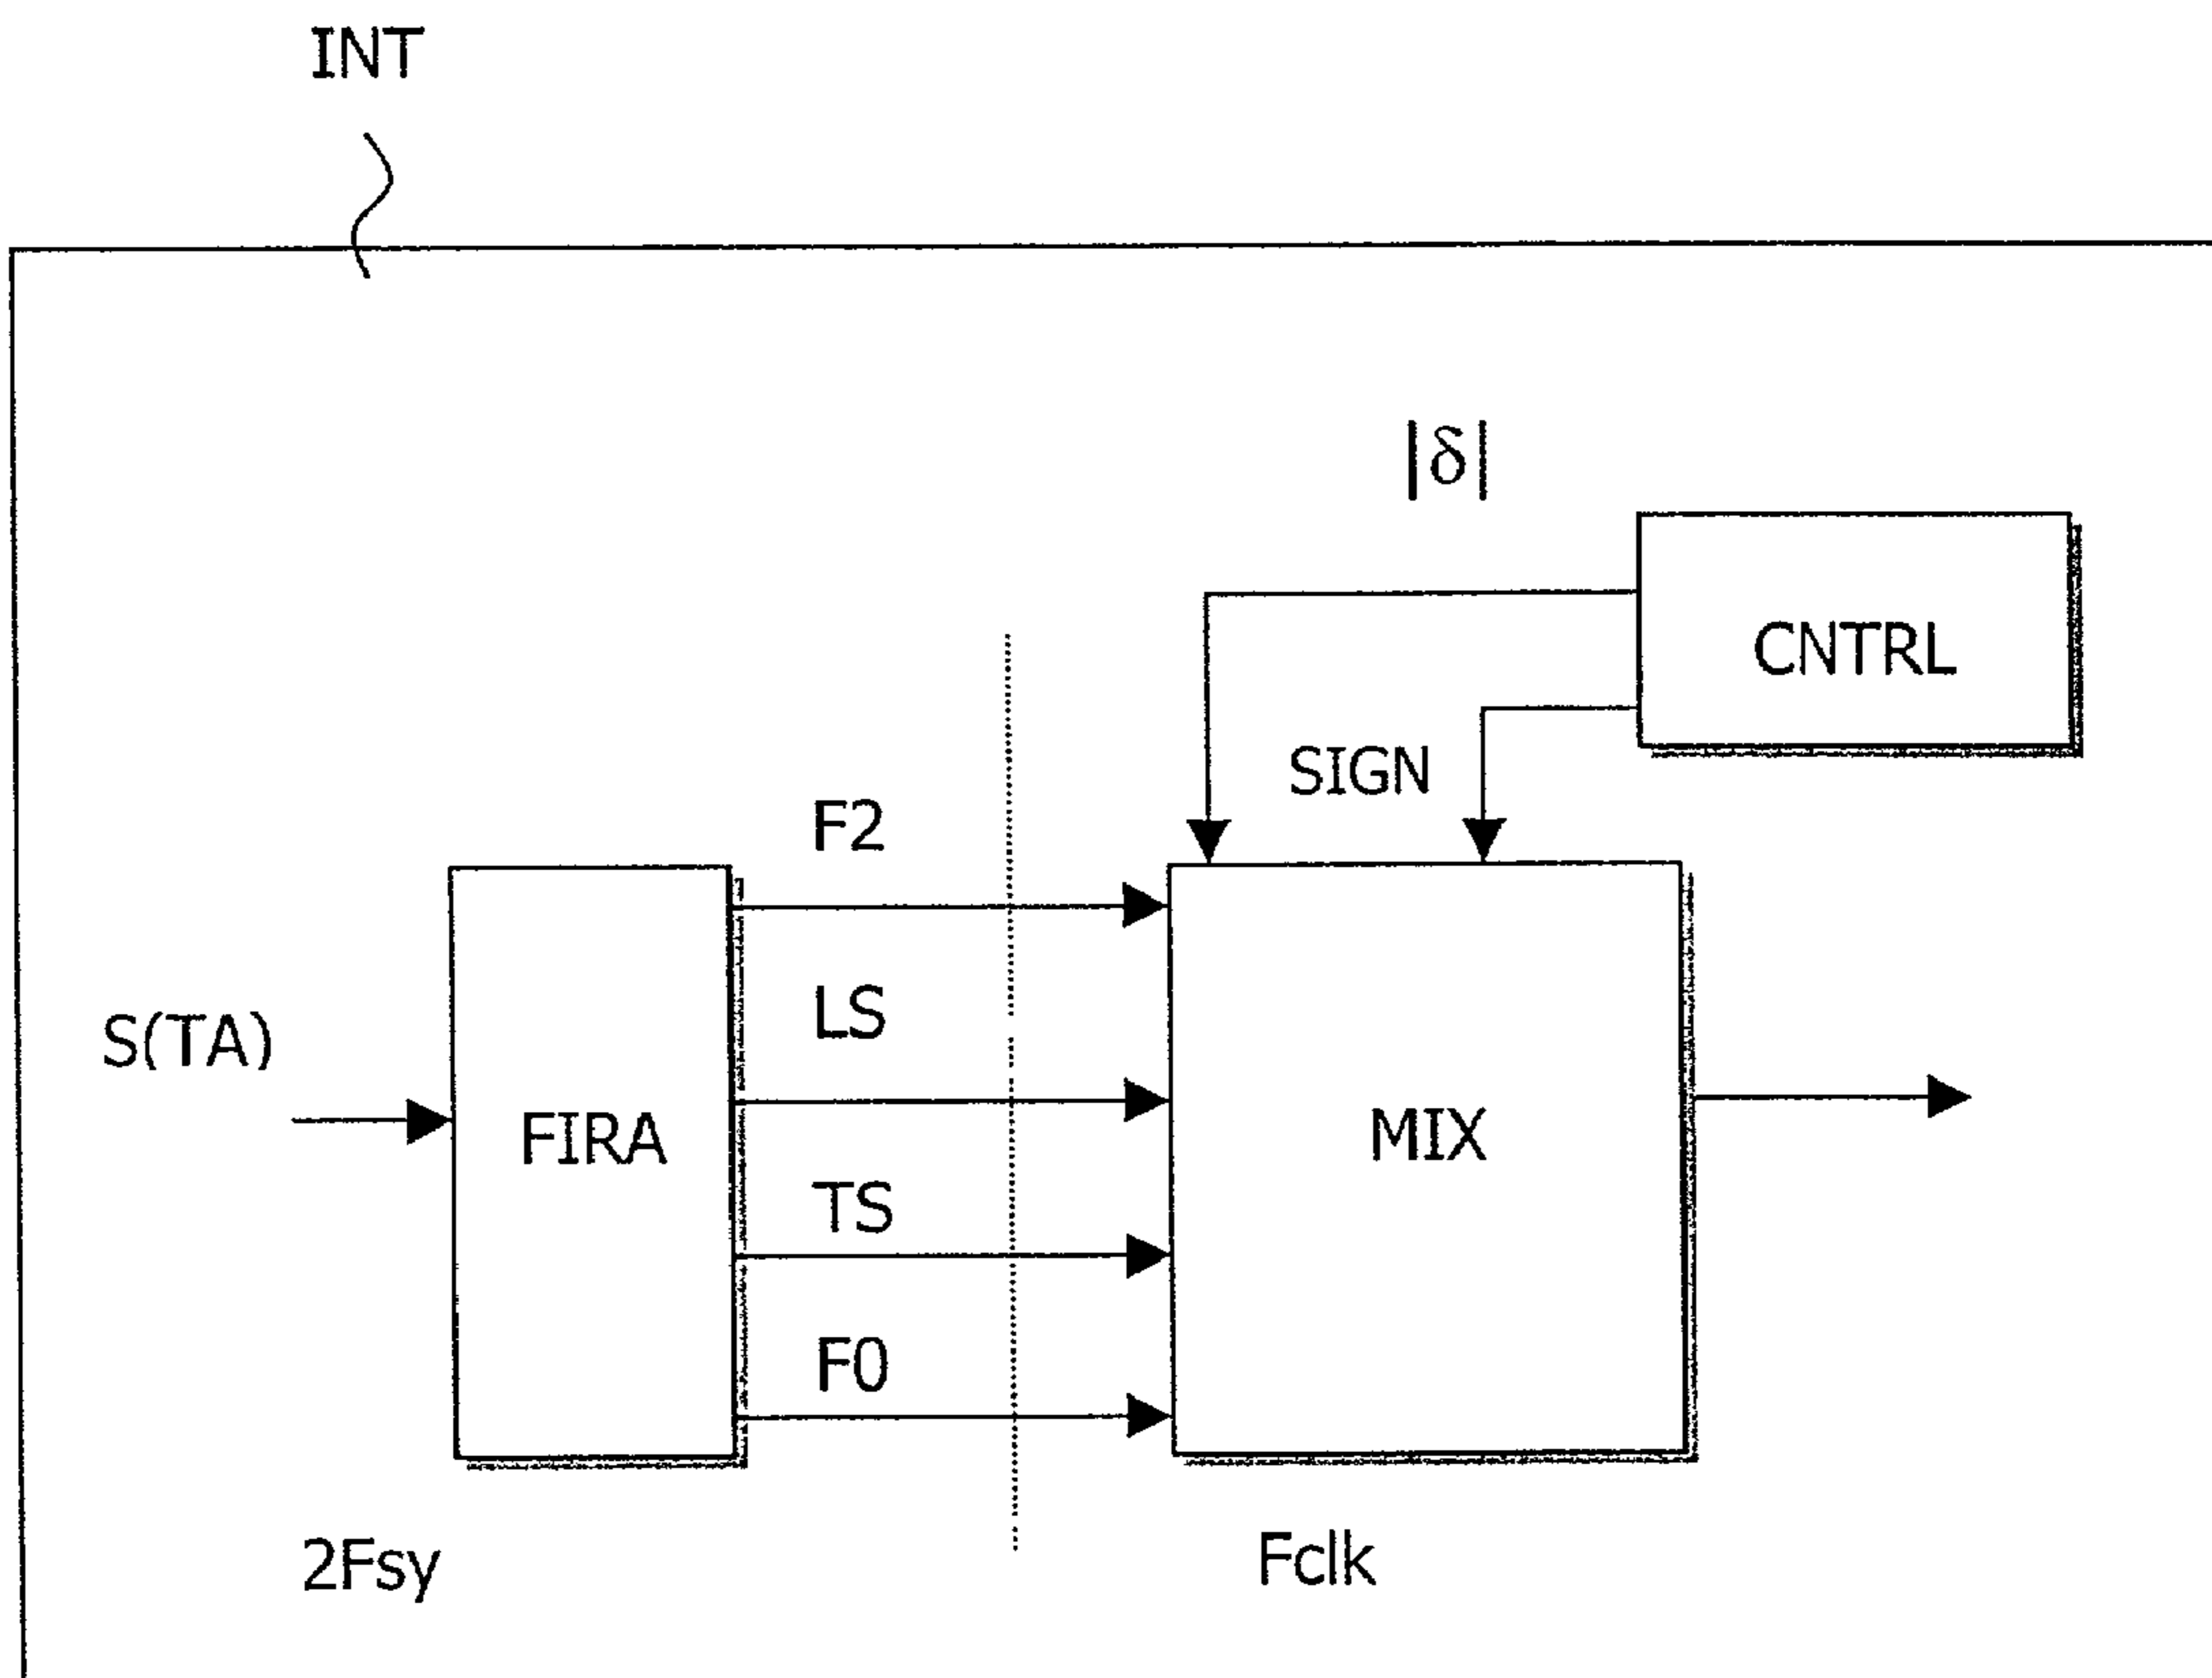 INT
|δ|
CNTRL
SIGN
F2
LS
S(TA)
FIRA
MIX
TS
F0
2Fsy
Fclk